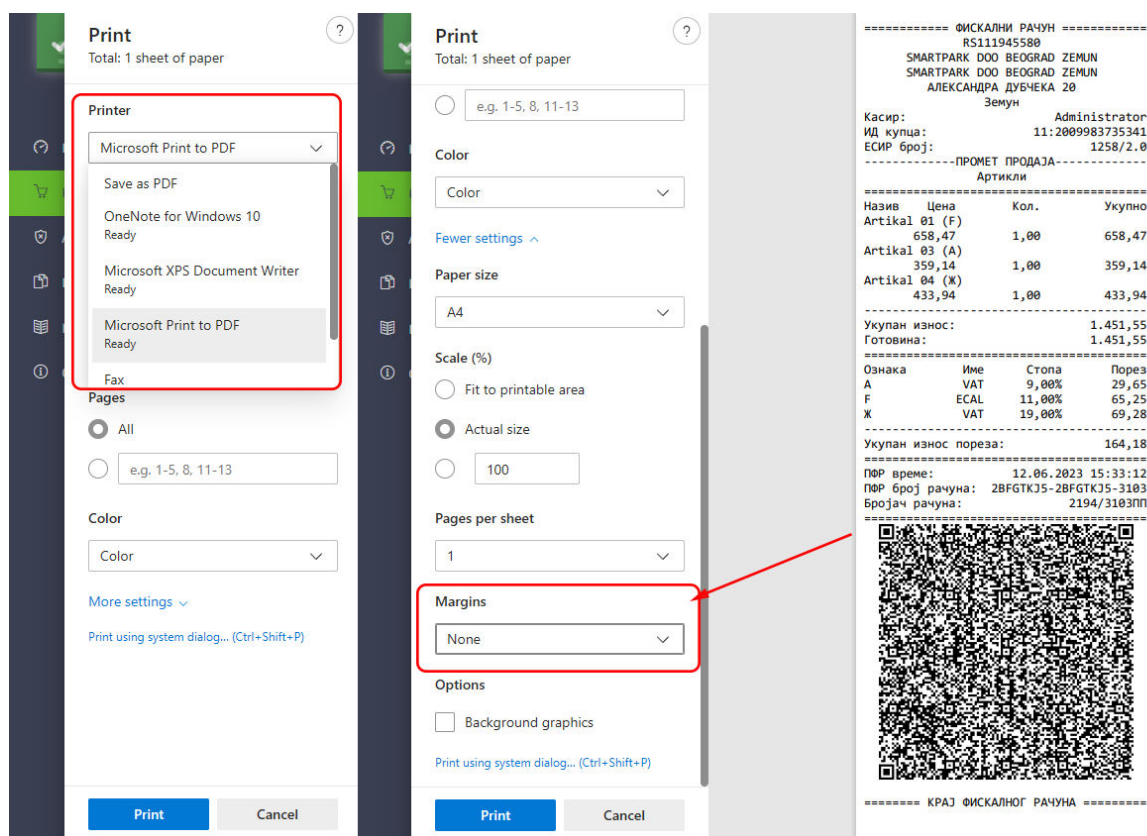 Print
?
Total: 1 sheet of paper
Printer
Microsoft Print to PDF
Save as PDF
OneNote for Windows 10
Ready
Microsoft XPS Document Writer
Ready
Microsoft Print to PDF
Ready
Fax
Pages
All
e.g. 1-5, 8, 11-13
Color
Color
More settings
Print using system dialog... (Ctrl+Shift+P)
Print
Cancel
Print
?
Total: 1 sheet of paper
e.g. 1-5, 8, 11-13
Color
Color
Fewer settings
Paper size
A4
Scale (%)
Fit to printable area
Actual size
100
Pages per sheet
1
Margins
None
Options
Background graphics
Print using system dialog... (Ctrl+Shift+P)
Print
Cancel
============ ФИСКАЛНИ РАЧУН ============
RS111945580
SMARTPARK DOO BEOGRAD ZEMUN
SMARTPARK DOO BEOGRAD ZEMUN
АЛЕКСАНДРА ДУБЧЕКА 20
Земун
Касир: Administrator
ИД купца: 11:2009983735341
ЕСИР број: 1258/2.0
-------------ПРОМЕТ ПРОДАЈА-------------
Артикли
========================================
Назив Цена Кол. Укупно
Artikal 01 (F)
658,47 1,00 658,47
Artikal 03 (A)
359,14 1,00 359,14
Artikal 04 (Ж)
433,94 1,00 433,94
----------------------------------------
Укупан износ: 1.451,55
Готовина: 1.451,55
========================================
Ознака Име Стопа Порез
A VAT 9,00% 29,65
F ECAL 11,00% 65,25
Ж VAT 19,00% 69,28
----------------------------------------
Укупан износ пореза: 164,18
========================================
ПФР време: 12.06.2023 15:33:12
ПФР број рачуна: 2BFGTKJ5-2BFGTKJ5-3103
Бројач рачуна: 2194/3103ПП
========================================
======== КРАЈ ФИСКАЛНОГ РАЧУНА =========